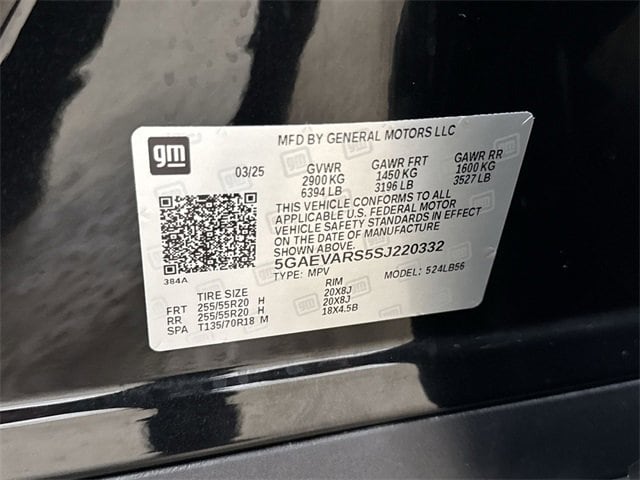 MFD BY GENERAL MOTORS LLC
gm
03/25
GVWR GAWR FRT GAWR RR
2900 KG 1450 KG 1600 KG
6394 LB 3196 LB 3527 LB
THIS VEHICLE CONFORMS TO ALL
APPLICABLE U.S. FEDERAL MOTOR
VEHICLE SAFETY STANDARDS IN EFFECT
ON THE DATE OF MANUFACTURE
SHOWN ABOVE.
5GAEVARS5SJ220332
TYPE: MPV MODEL: 524LB56
384A
TIRE SIZE RIM
FRT 255/55R20 H 20X8J
RR 255/55R20 H 20X8J
SPA T135/70R18 M 18X4.5B